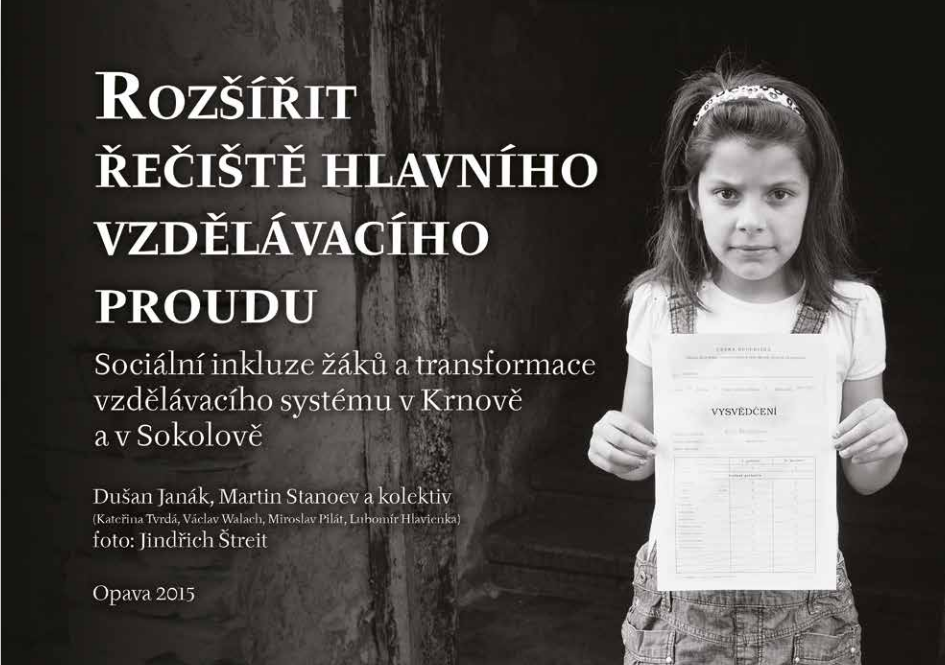 Rozšířit
řečiště hlavního
vzdělávacího
proudu
Sociální inkluze žáků a transformace
vzdělávacího systému v Krnově
a v Sokolově
Dušan Janák, Martin Stanoev a kolektiv
(Kateřina Tvrdá, Václav Walach, Miroslav Pilát, Lubomír Hlavienka)
foto: Jindřich Štreit
Opava 2015
ČESKÁ REPUBLIKA
VYSVĚDČENÍ